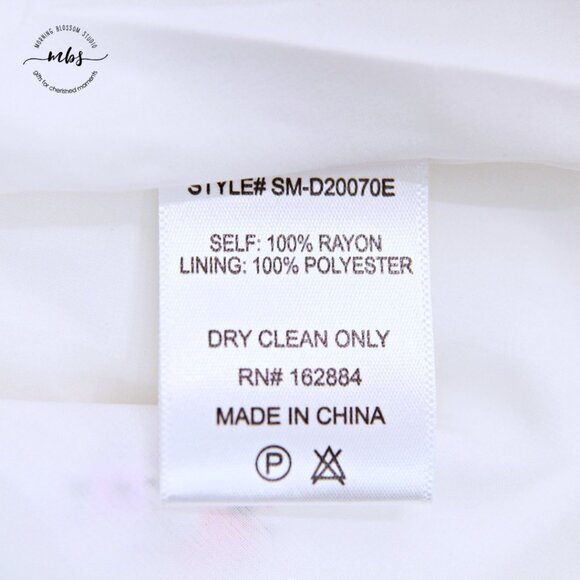 MORNING BLOSSOM STUDIO
mbs
gifts for cherished moments
STYLE# SM-D20070E
SELF: 100% RAYON
LINING: 100% POLYESTER
DRY CLEAN ONLY
RN# 162884
MADE IN CHINA
P